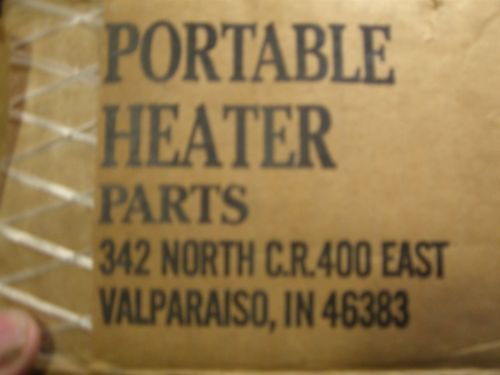 PORTABLE
HEATER
PARTS
342 NORTH C.R.400 EAST
VALPARAISO, IN 46383